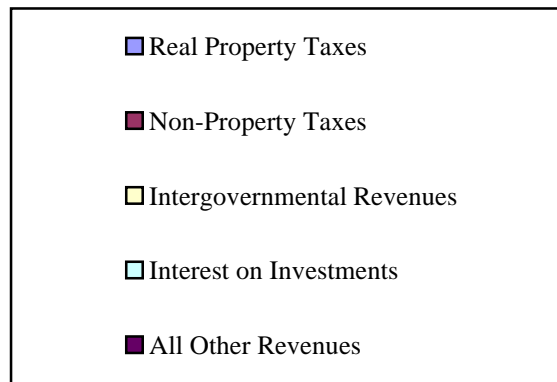 Real Property Taxes
Non-Property Taxes
Intergovernmental Revenues
Interest on Investments
All Other Revenues